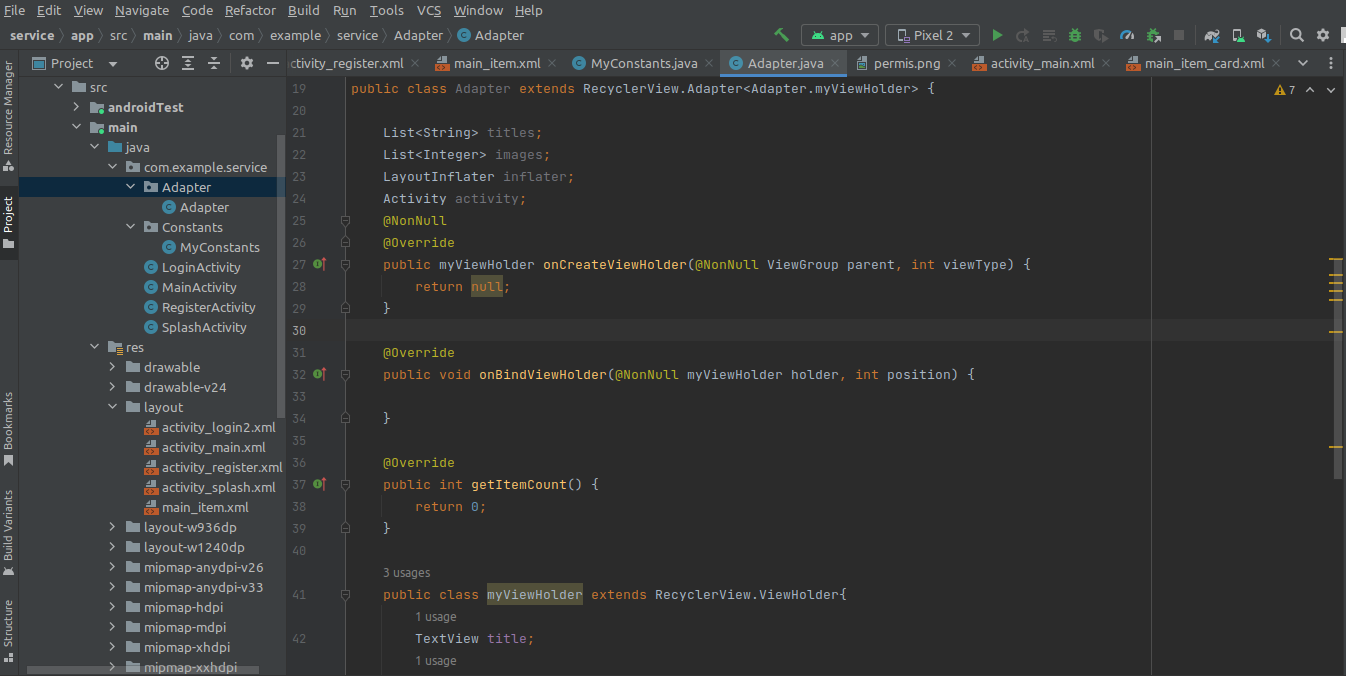 File Edit View Navigate Code Refactor Build Run Tools VCS Window Help
service app src main java com example service Adapter Adapter app Pixel 2
Project ctivity_register.xml main_item.xml MyConstants.java Adapter.java permis.png activity_main.xml main_item_card.xml
Resource Manager
Project
Bookmarks
Build Variants
Structure
src
androidTest
main
java
com.example.service
Adapter
Adapter
Constants
MyConstants
LoginActivity
MainActivity
RegisterActivity
SplashActivity
res
drawable
drawable-v24
layout
activity_login2.xml
activity_main.xml
activity_register.xml
activity_splash.xml
main_item.xml
layout-w936dp
layout-w1240dp
mipmap-anydpi-v26
mipmap-anydpi-v33
mipmap-hdpi
mipmap-mdpi
mipmap-xhdpi
mipmap-xxhdpi
19 public class Adapter extends RecyclerView.Adapter<Adapter.myViewHolder> { 7
20
21 List<String> titles;
22 List<Integer> images;
23 LayoutInflater inflater;
24 Activity activity;
25 @NonNull
26 @Override
27 public myViewHolder onCreateViewHolder(@NonNull ViewGroup parent, int viewType) {
28 return null;
29 }
30
31 @Override
32 public void onBindViewHolder(@NonNull myViewHolder holder, int position) {
33
34 }
35
36 @Override
37 public int getItemCount() {
38 return 0;
39 }
40
3 usages
41 public class myViewHolder extends RecyclerView.ViewHolder{
1 usage
42 TextView title;
1 usage